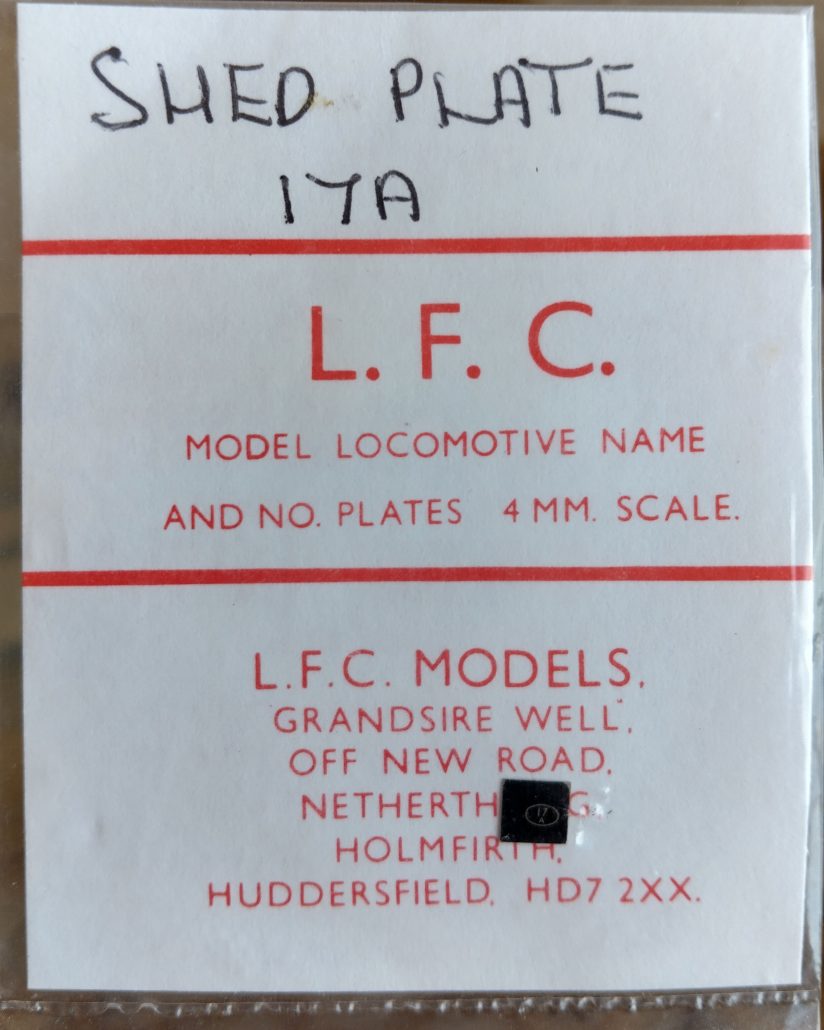 SHED PLATE
17A
L. F. C.
MODEL LOCOMOTIVE NAME
AND NO. PLATES 4 MM. SCALE.
L.F.C. MODELS,
GRANDSIRE WELL,
OFF NEW ROAD,
17
A
HOLMFIRTH,
HUDDERSFIELD, HD7 2XX.